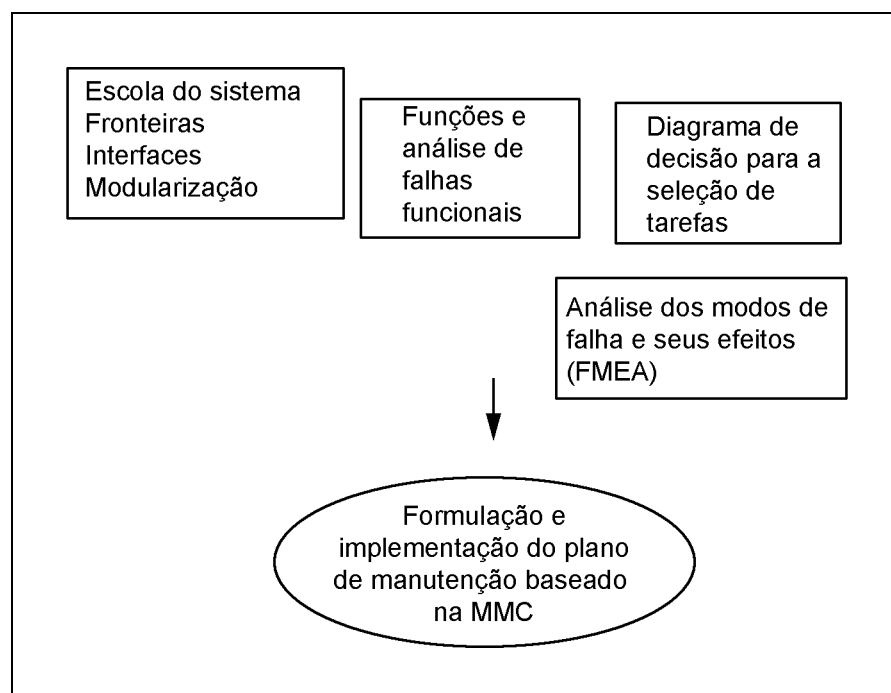 Escola do sistema
Fronteiras
Interfaces
Modularização
Funções e
análise de
falhas
funcionais
Diagrama de
decisão para a
seleção de
tarefas
Análise dos modos de
falha e seus efeitos
(FMEA)
Formulação e
implementação do plano
de manutenção baseado
na MMC